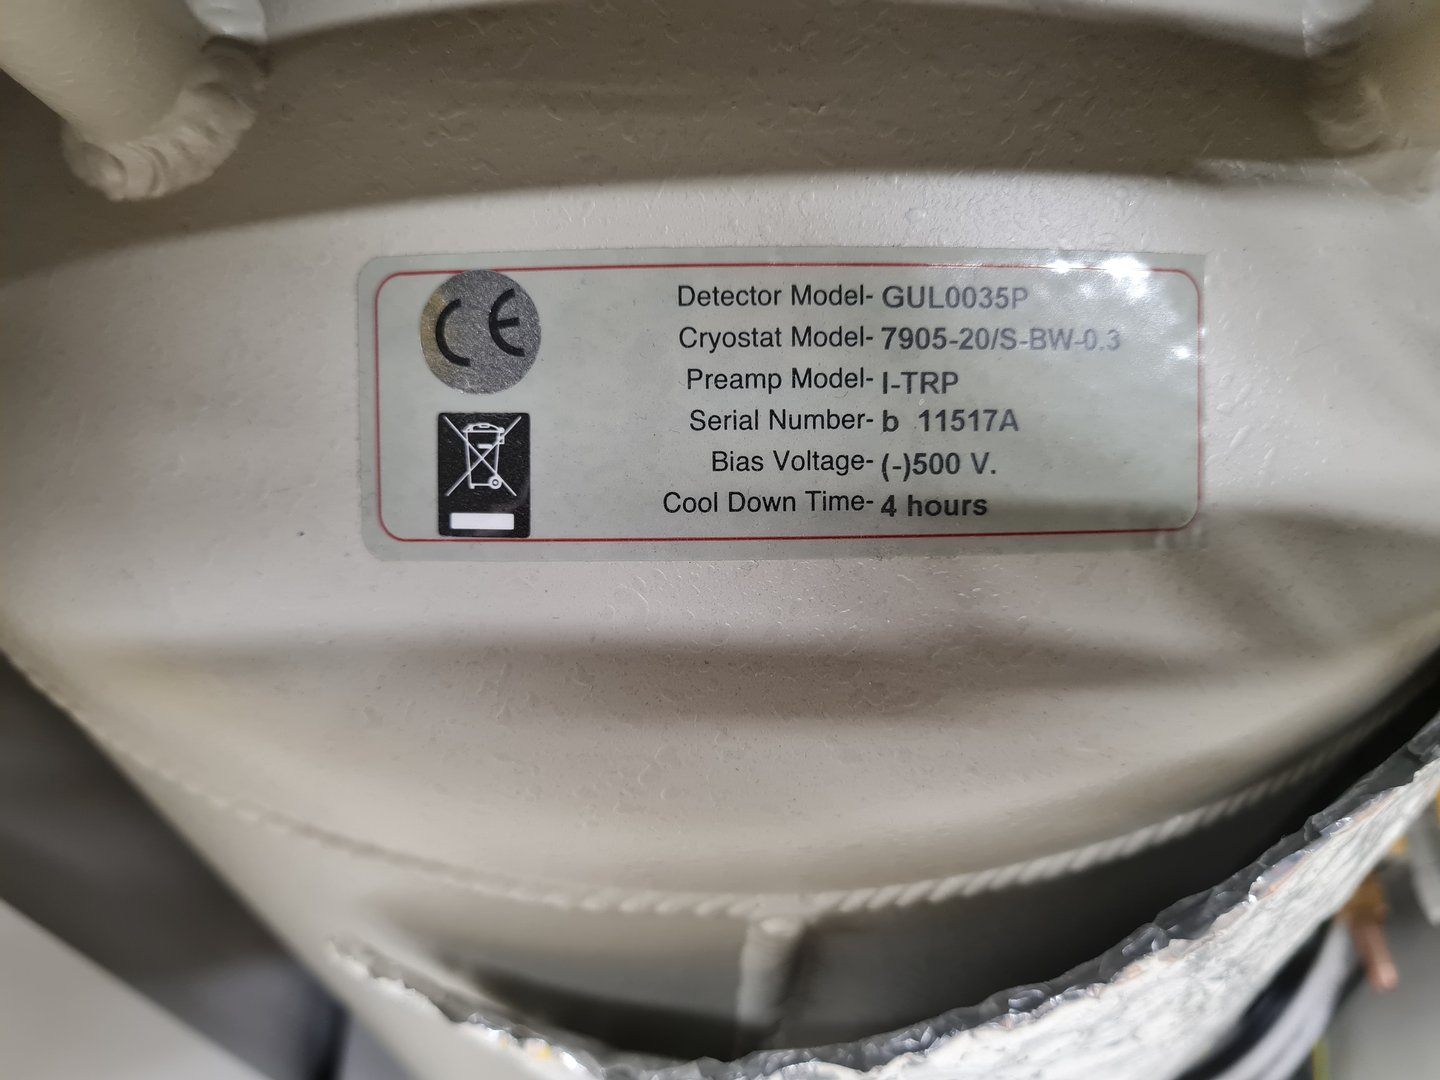 CE
Detector Model- GUL0035P
Cryostat Model- 7905-20/S-BW-0.3
Preamp Model- I-TRP
Serial Number- b 11517A
Bias Voltage- (-)500 V.
Cool Down Time- 4 hours